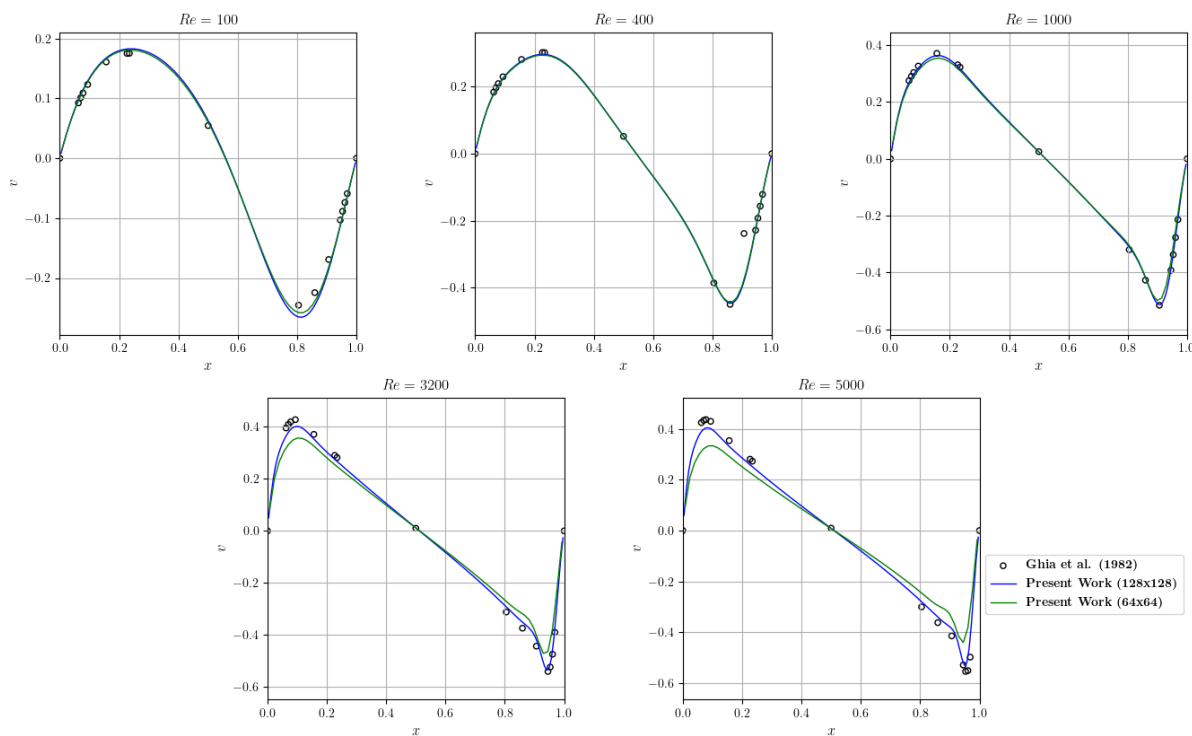 Re = 100
0.2
0.1
0.0
−0.1
−0.2
v
0.0 0.2 0.4 0.6 0.8 1.0
x
Re = 400
0.2
0.0
−0.2
−0.4
v
0.0 0.2 0.4 0.6 0.8 1.0
x
Re = 1000
0.4
0.2
0.0
−0.2
−0.4
−0.6
v
0.0 0.2 0.4 0.6 0.8 1.0
x
Re = 3200
0.4
0.2
0.0
−0.2
−0.4
−0.6
v
0.0 0.2 0.4 0.6 0.8 1.0
x
Re = 5000
0.4
0.2
0.0
−0.2
−0.4
−0.6
v
0.0 0.2 0.4 0.6 0.8 1.0
x
Ghia et al. (1982)
Present Work (128x128)
Present Work (64x64)